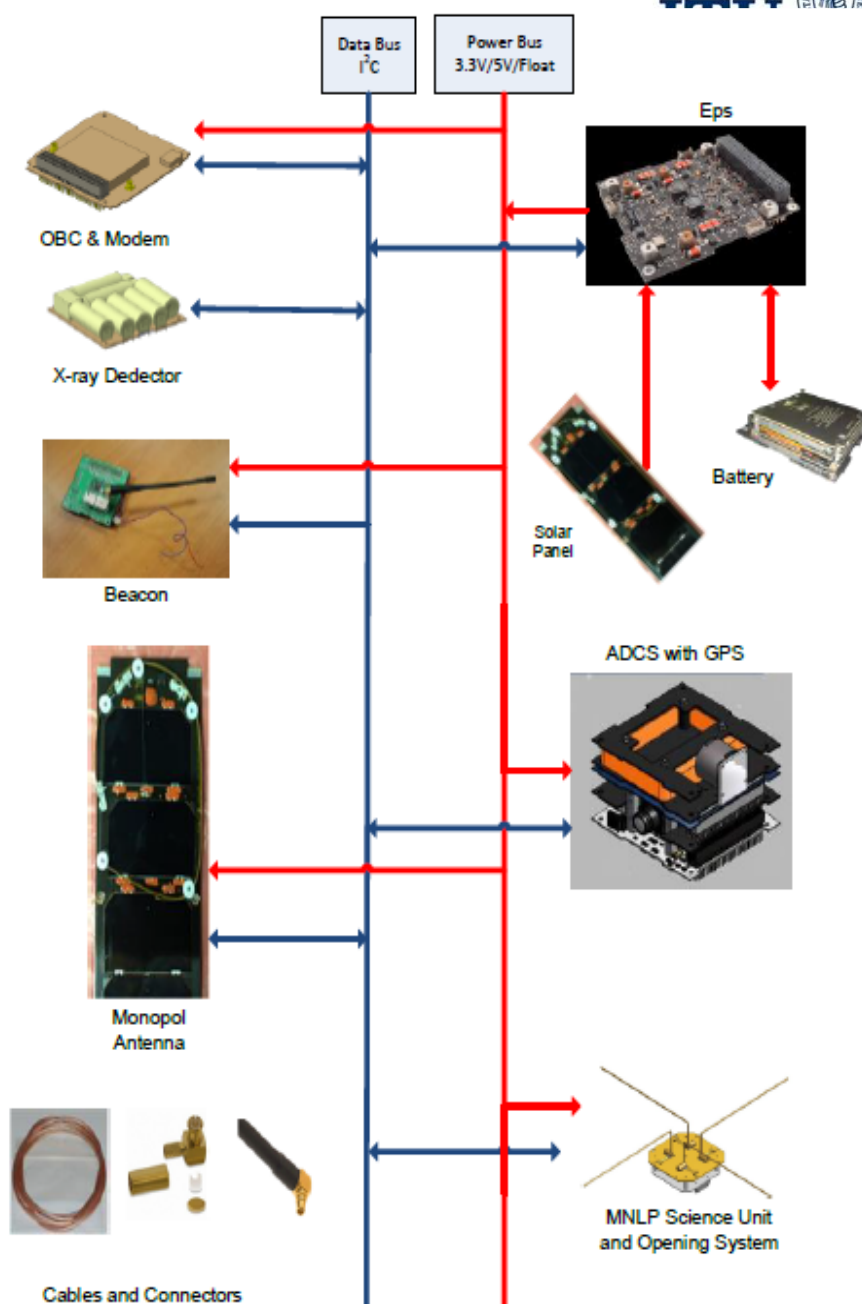 Data Bus
I²C
Power Bus
3.3V/5V/Float
Eps
OBC & Modem
X-ray Dedector
Battery
Solar
Panel
Beacon
ADCS with GPS
Monopol
Antenna
MNLP Science Unit
and Opening System
Cables and Connectors